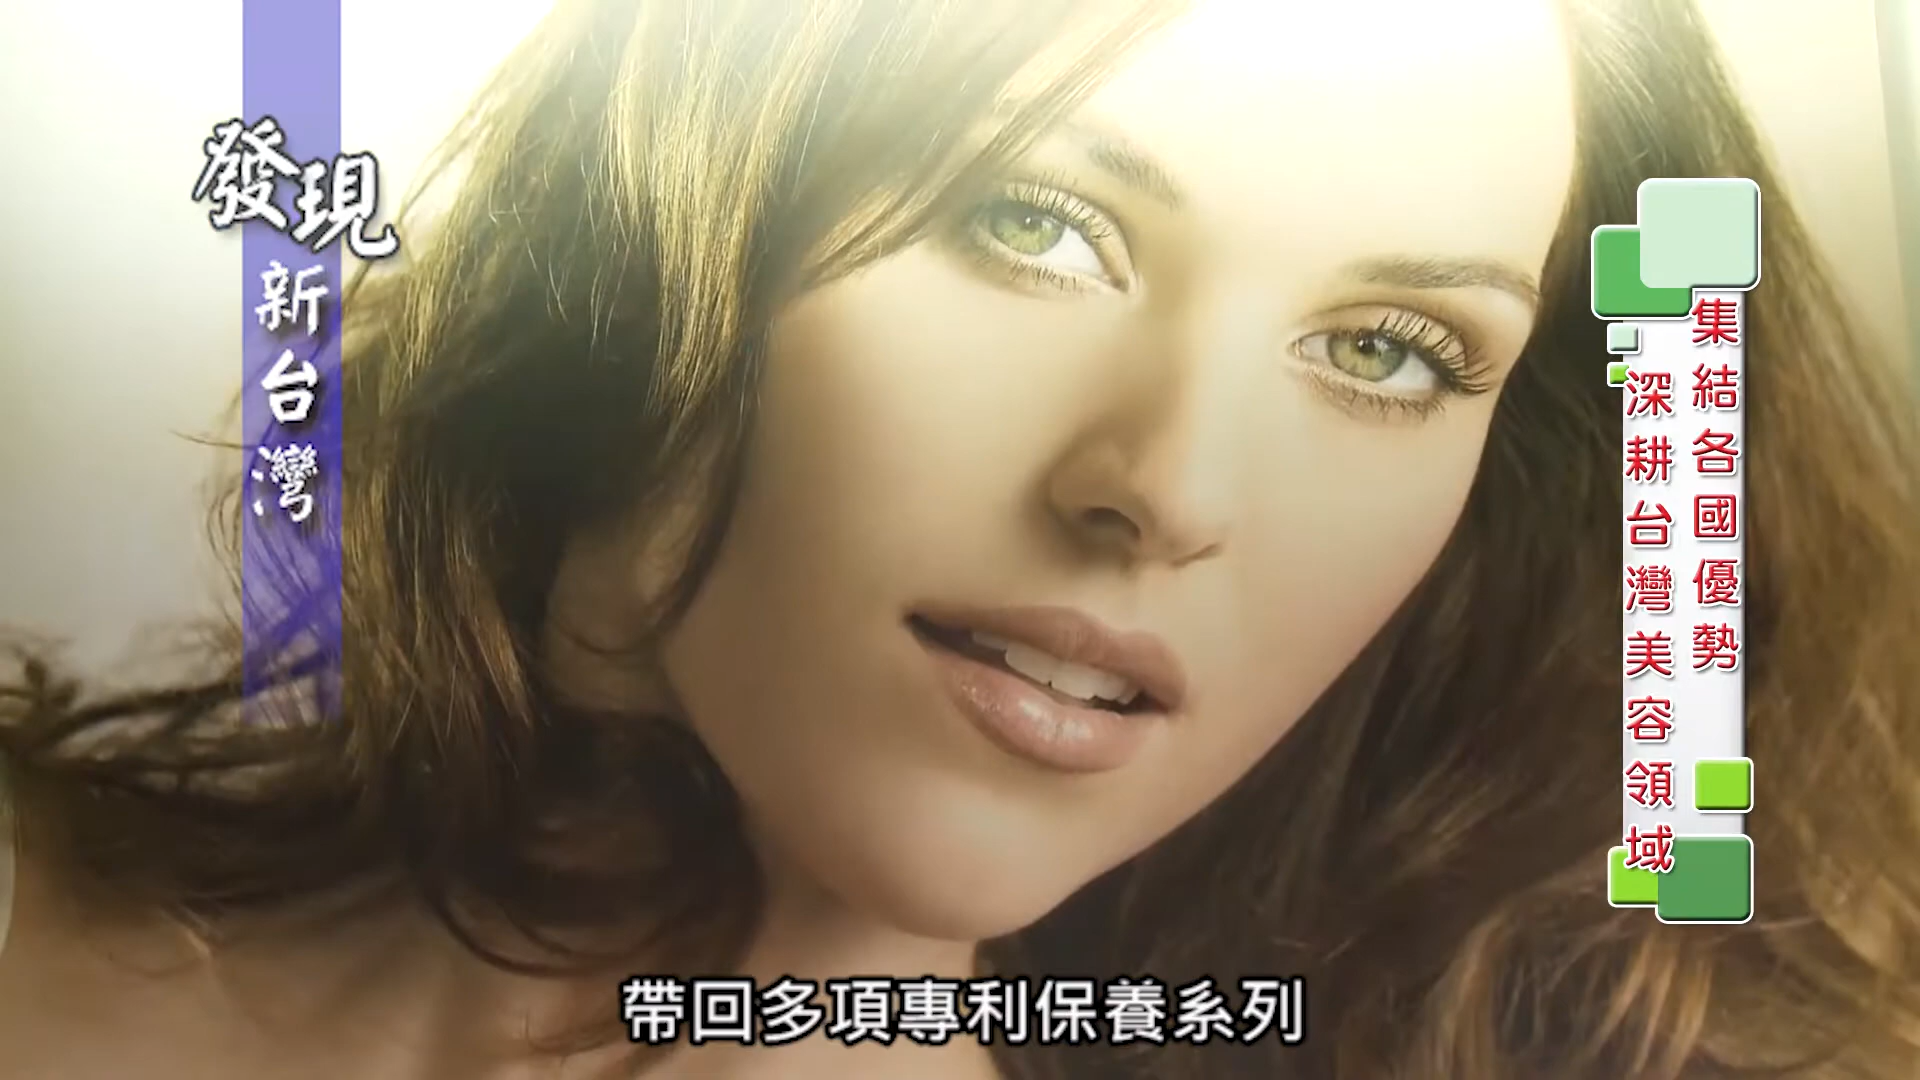 發現
新台灣
集結各國優勢
深耕台灣美容領域
帶回多項專利保養系列